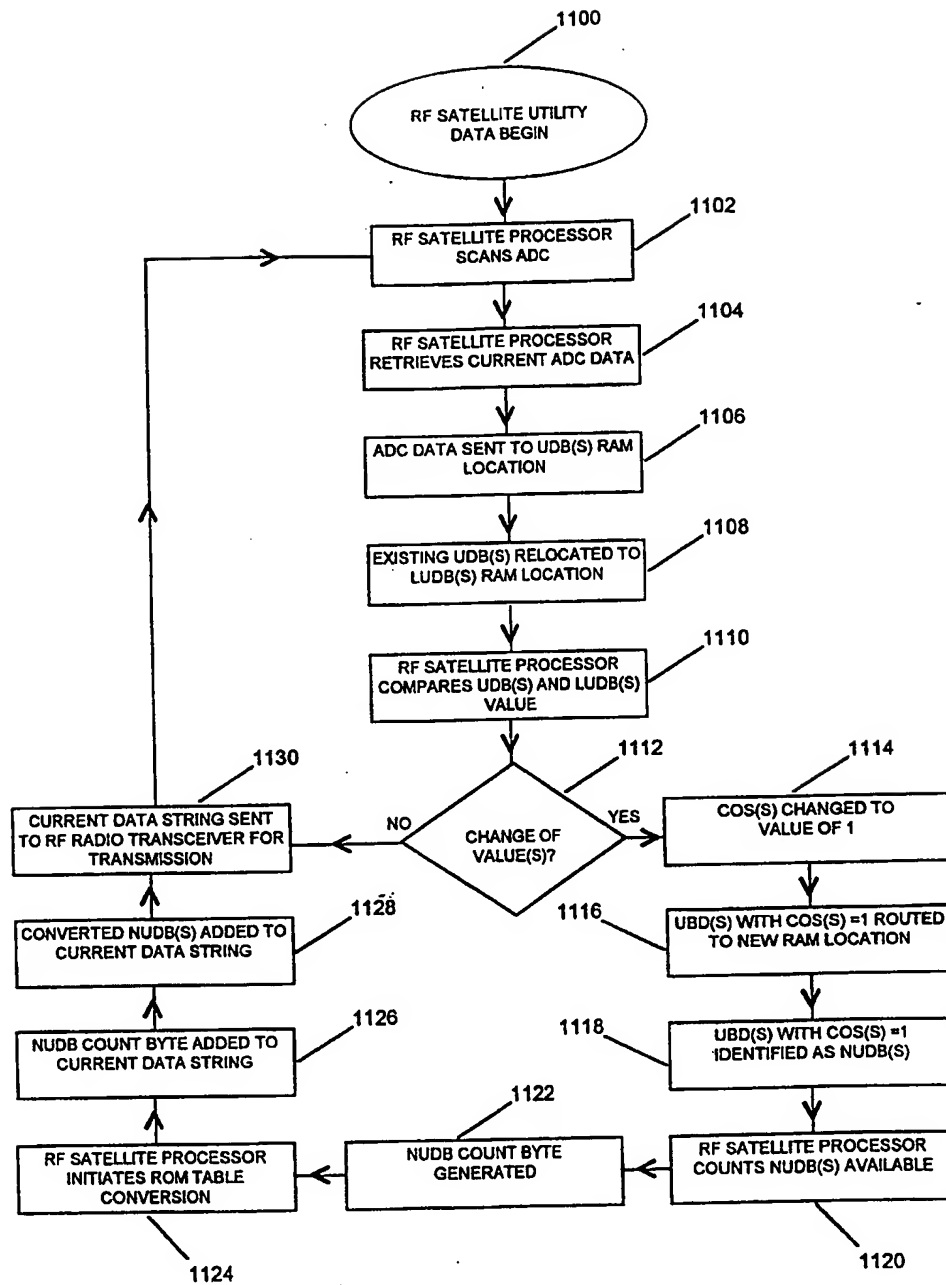 1100
RF SATELLITE UTILITY
DATA BEGIN
1102
RF SATELLITE PROCESSOR
SCANS ADC
1104
RF SATELLITE PROCESSOR
RETRIEVES CURRENT ADC DATA
1106
ADC DATA SENT TO UDB(S) RAM
LOCATION
1108
EXISTING UDB(S) RELOCATED TO
LUDB(S) RAM LOCATION
1110
RF SATELLITE PROCESSOR
COMPARES UDB(S) AND LUDB(S)
VALUE
1112
CHANGE OF
VALUE(S)?
NO
YES
1114
COS(S) CHANGED TO
VALUE OF 1
1116
UBD(S) WITH COS(S) =1 ROUTED
TO NEW RAM LOCATION
1118
UBD(S) WITH COS(S) =1
IDENTIFIED AS NUDB(S)
RF SATELLITE PROCESSOR
COUNTS NUDB(S) AVAILABLE
1120
1122
NUDB COUNT BYTE
GENERATED
RF SATELLITE PROCESSOR
INITIATES ROM TABLE
CONVERSION
1124
1126
NUDB COUNT BYTE ADDED TO
CURRENT DATA STRING
1128
CONVERTED NUDB(S) ADDED TO
CURRENT DATA STRING
1130
CURRENT DATA STRING SENT
TO RF RADIO TRANSCEIVER FOR
TRANSMISSION